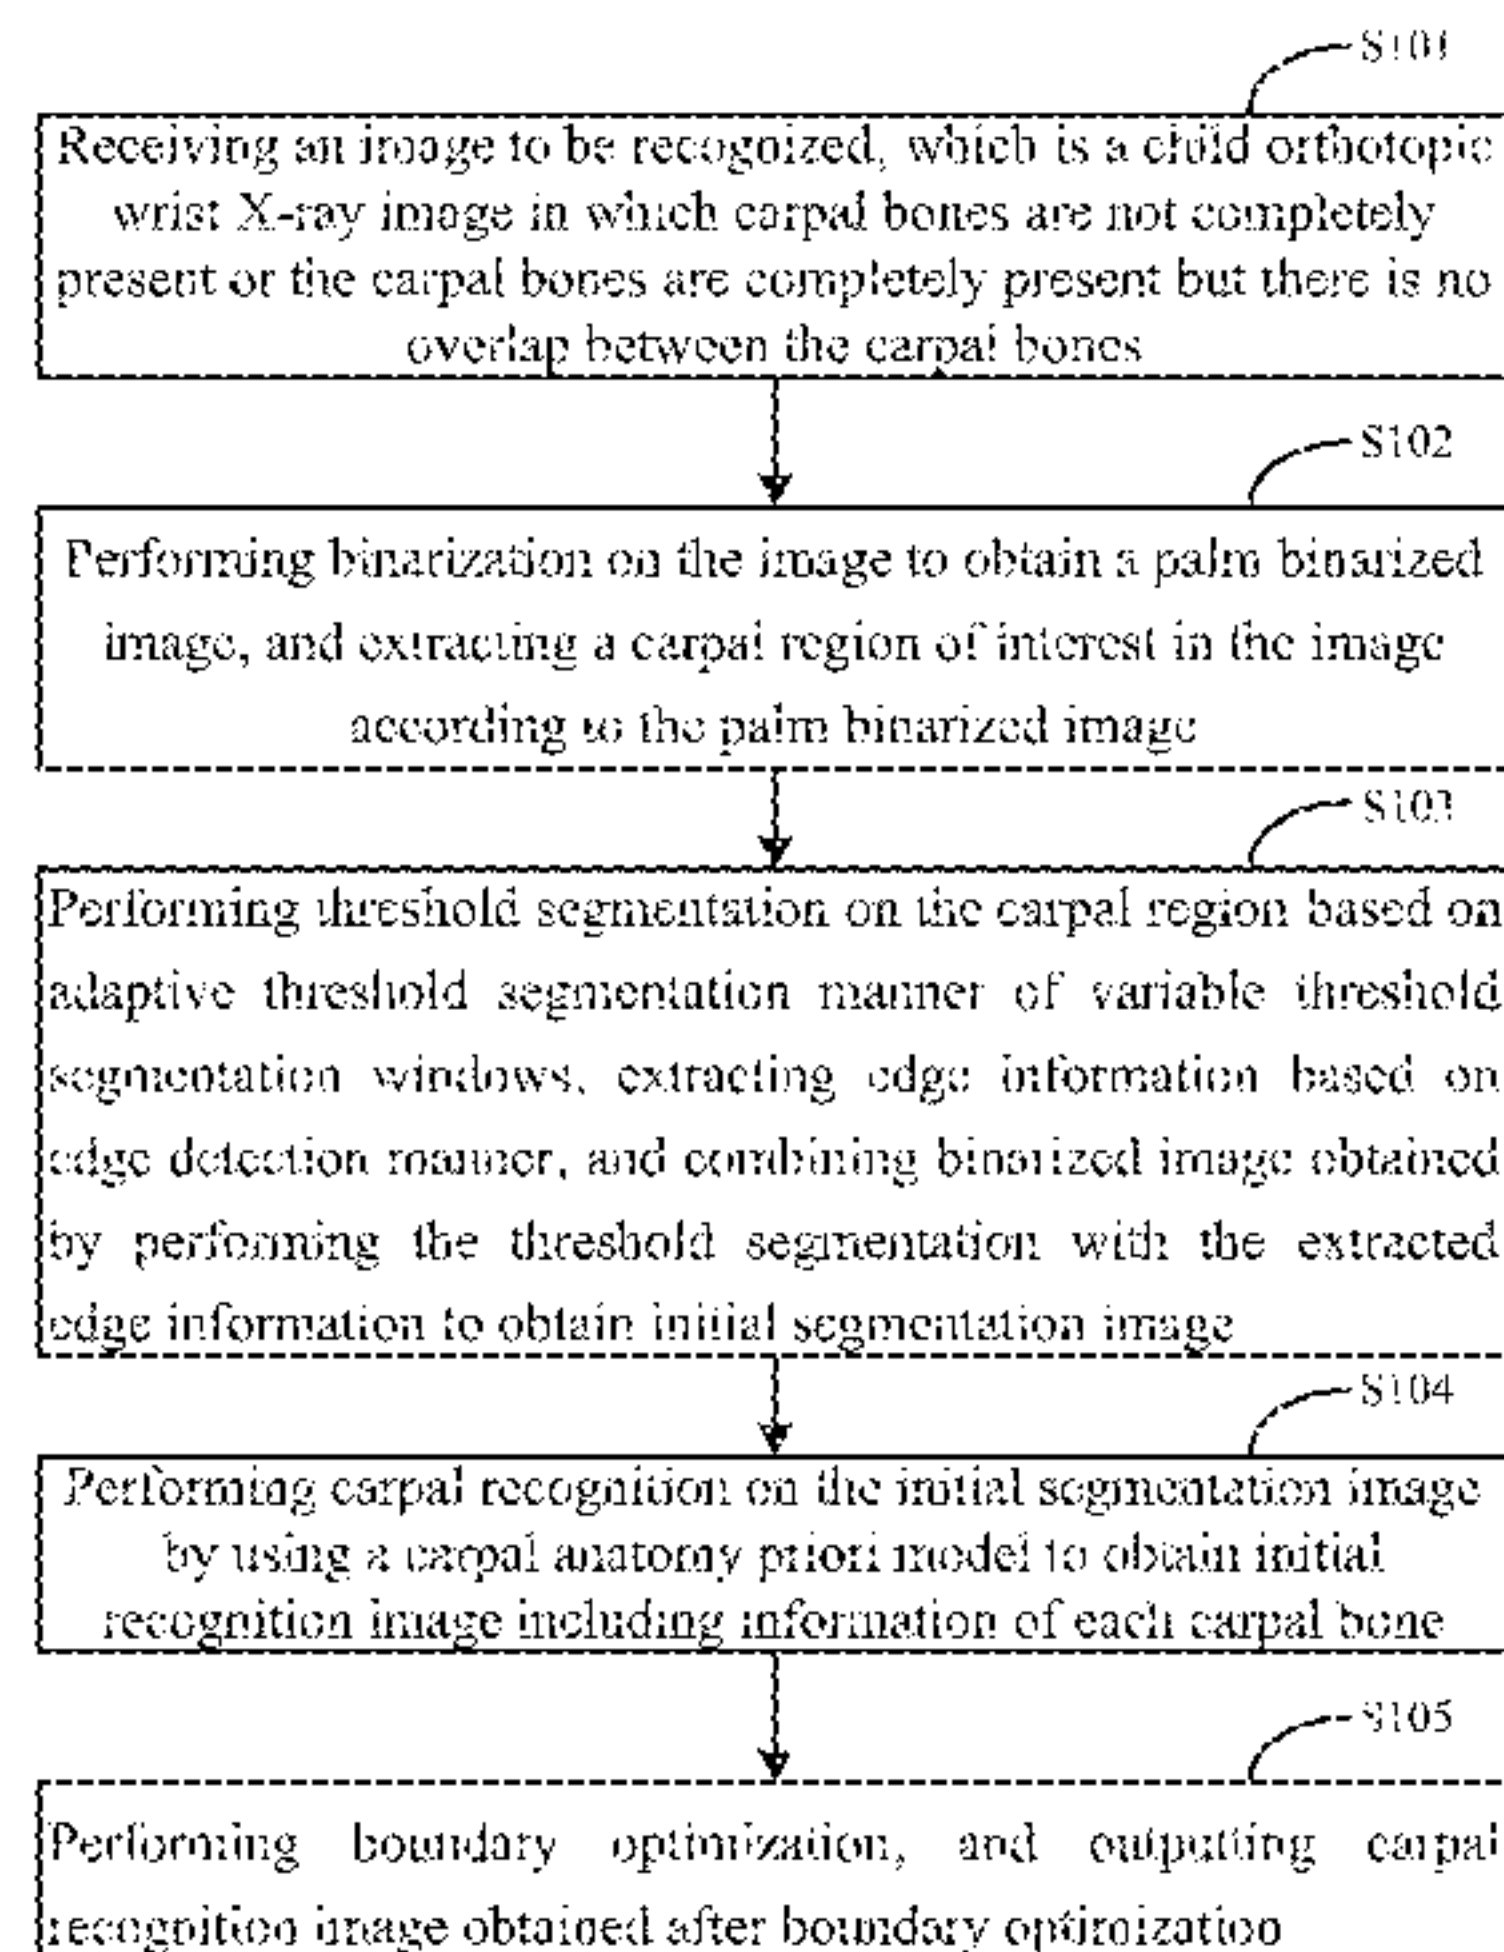 S101
Receiving an image to be recognized, which is a child orthotopic
wrist X-ray image in which carpal bones are not completely
present or the carpal bones are completely present but there is no
overlap between the carpal bones
S102
Performing binarization on the image to obtain a palm binarized
image, and extracting a carpal region of interest in the image
according to the palm binarized image
S103
Performing threshold segmentation on the carpal region based on
adaptive threshold segmentation manner of variable threshold
segmentation windows, extracting edge information based on
edge detection manner, and combining binarized image obtained
by performing the threshold segmentation with the extracted
edge information to obtain initial segmentation image
S104
Performing carpal recognition on the initial segmentation image
by using a carpal anatomy priori model to obtain initial
recognition image including information of each carpal bone
S105
Performing boundary optimization, and outputting carpal
recognition image obtained after boundary optimization